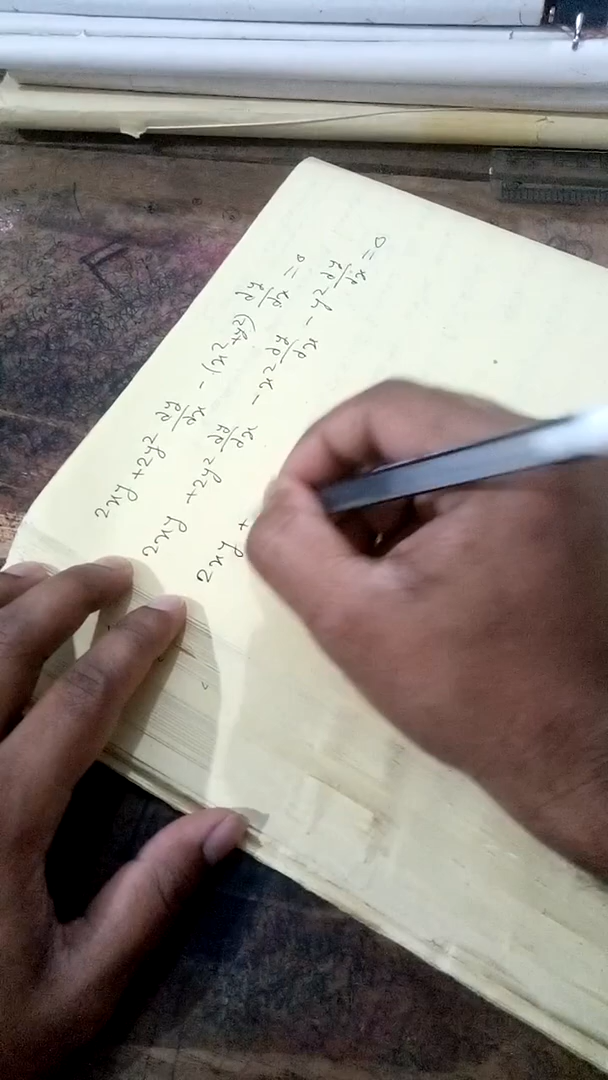 2xy + 2y² dy/dx - (x² + y²) dy/dx = 0
2xy + 2y² dy/dx - x² dy/dx - y² dy/dx = 0
2xy +